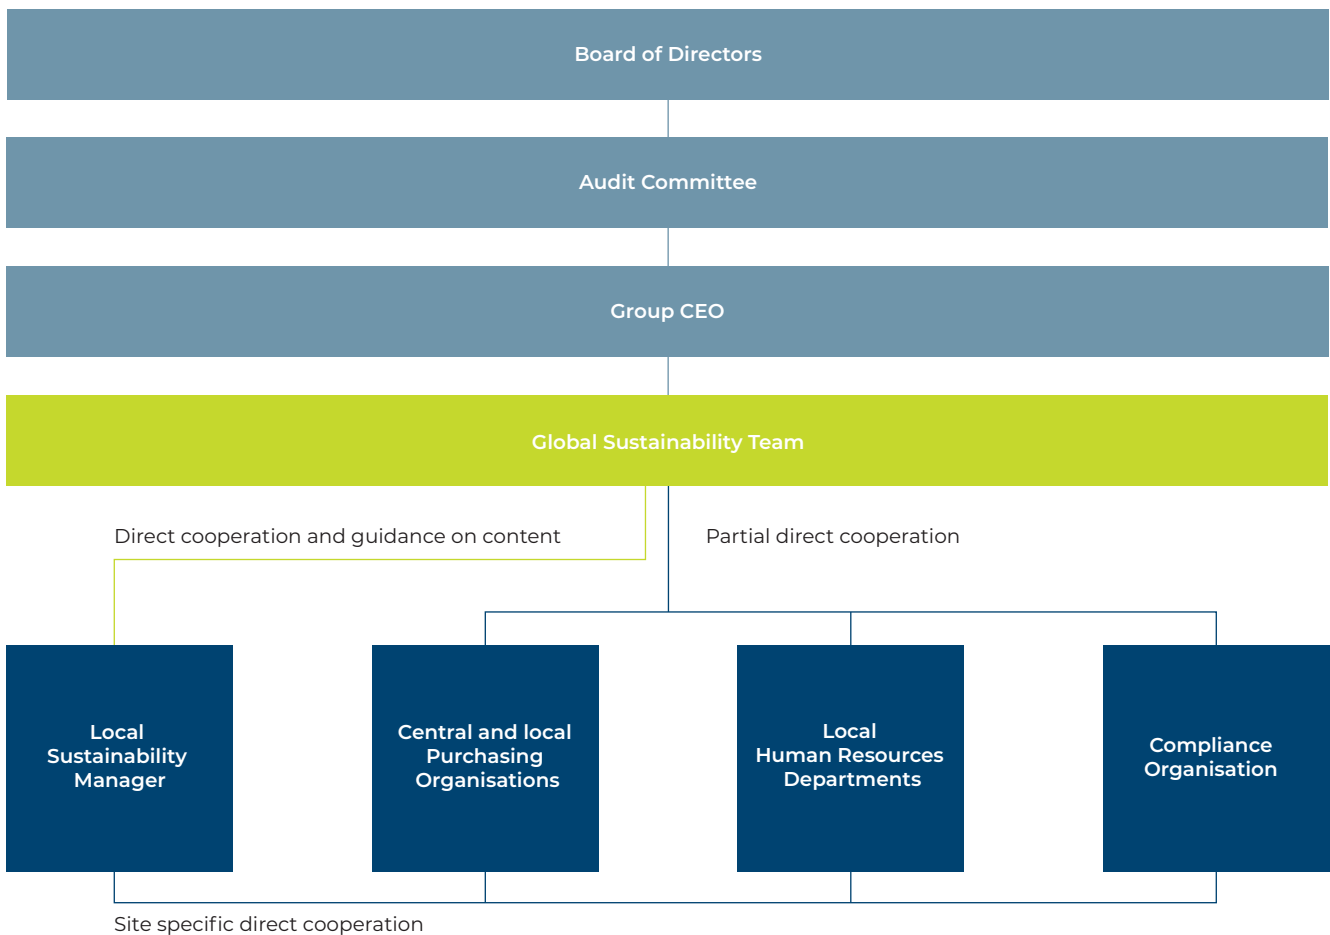 Board of Directors
Audit Committee
Group CEO
Global Sustainability Team
Direct cooperation and guidance on content
Partial direct cooperation
Local
Sustainability
Manager
Central and local
Purchasing
Organisations
Local
Human Resources
Departments
Compliance
Organisation
Site specific direct cooperation